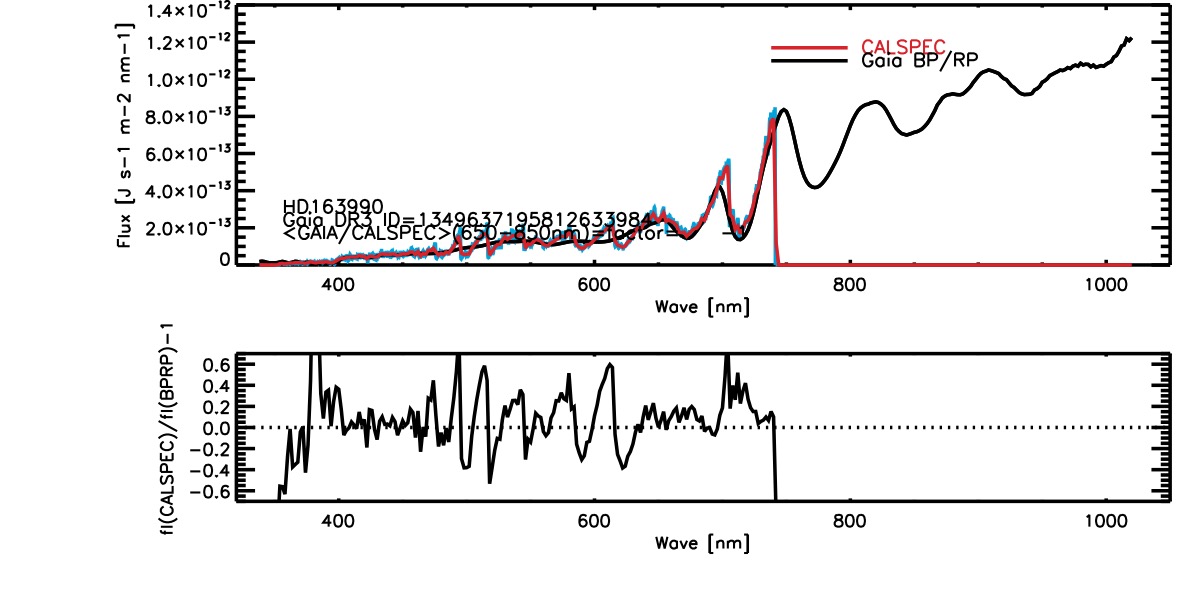 1.4×10−12
1.2×10−12
1.0×10−12
8.0×10−13
6.0×10−13
4.0×10−13
2.0×10−13
0
Flux [J s−1 m−2 nm−1]
CALSPEC
Gaia BP/RP
HD163990
Gaia DR3 ID=1349637195812633984
<GAIA/CALSPEC>(650−850nm)=factor= −
400 600 800 1000
Wave [nm]
fl(CALSPEC)/fl(BPRP)−1
0.6
0.4
0.2
0.0
−0.2
−0.4
−0.6
400 600 800 1000
Wave [nm]